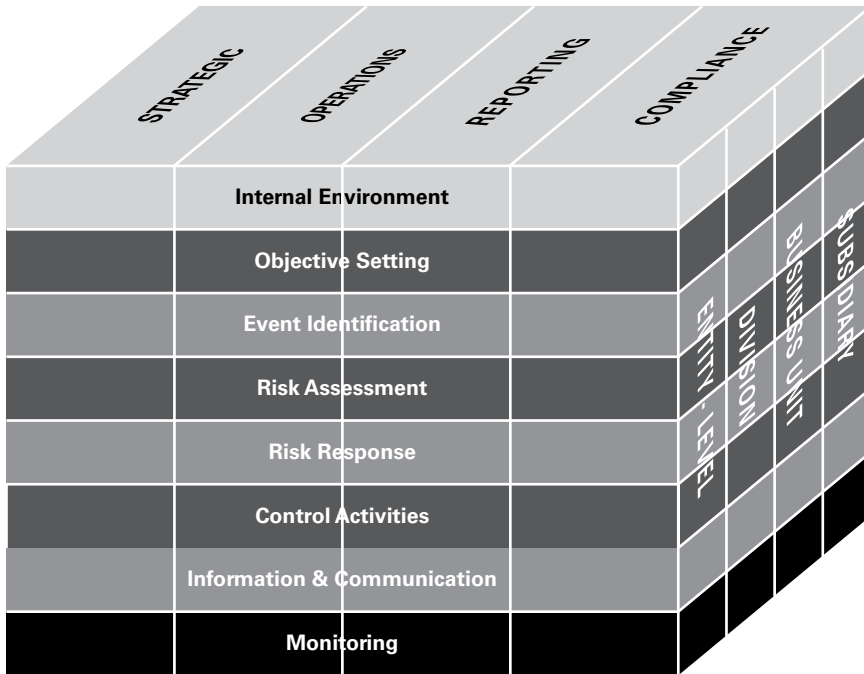 STRATEGIC
OPERATIONS
REPORTING
COMPLIANCE
Internal Environment
Objective Setting
Event Identification
Risk Assessment
Risk Response
Control Activities
Information & Communication
Monitoring
ENTITY - LEVEL
DIVISION
BUSINESS UNIT
SUBSIDIARY